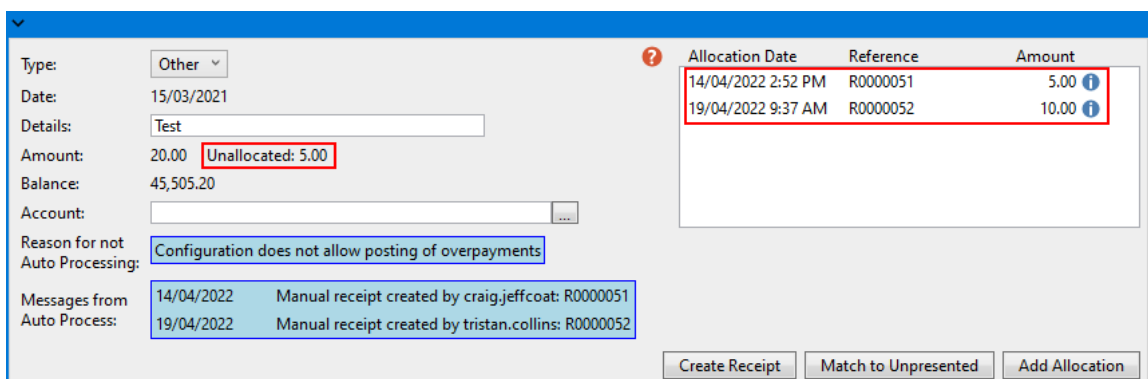 Type: Other
Date: 15/03/2021
Details: Test
Amount: 20.00 Unallocated: 5.00
Balance: 45,505.20
Account: ...
Reason for not
Auto Processing: Configuration does not allow posting of overpayments
Messages from
Auto Process:
14/04/2022 Manual receipt created by craig.jeffcoat: R0000051
19/04/2022 Manual receipt created by tristan.collins: R0000052
?
Allocation Date Reference Amount
14/04/2022 2:52 PM R0000051 5.00 i
19/04/2022 9:37 AM R0000052 10.00 i
Create Receipt Match to Unpresented Add Allocation